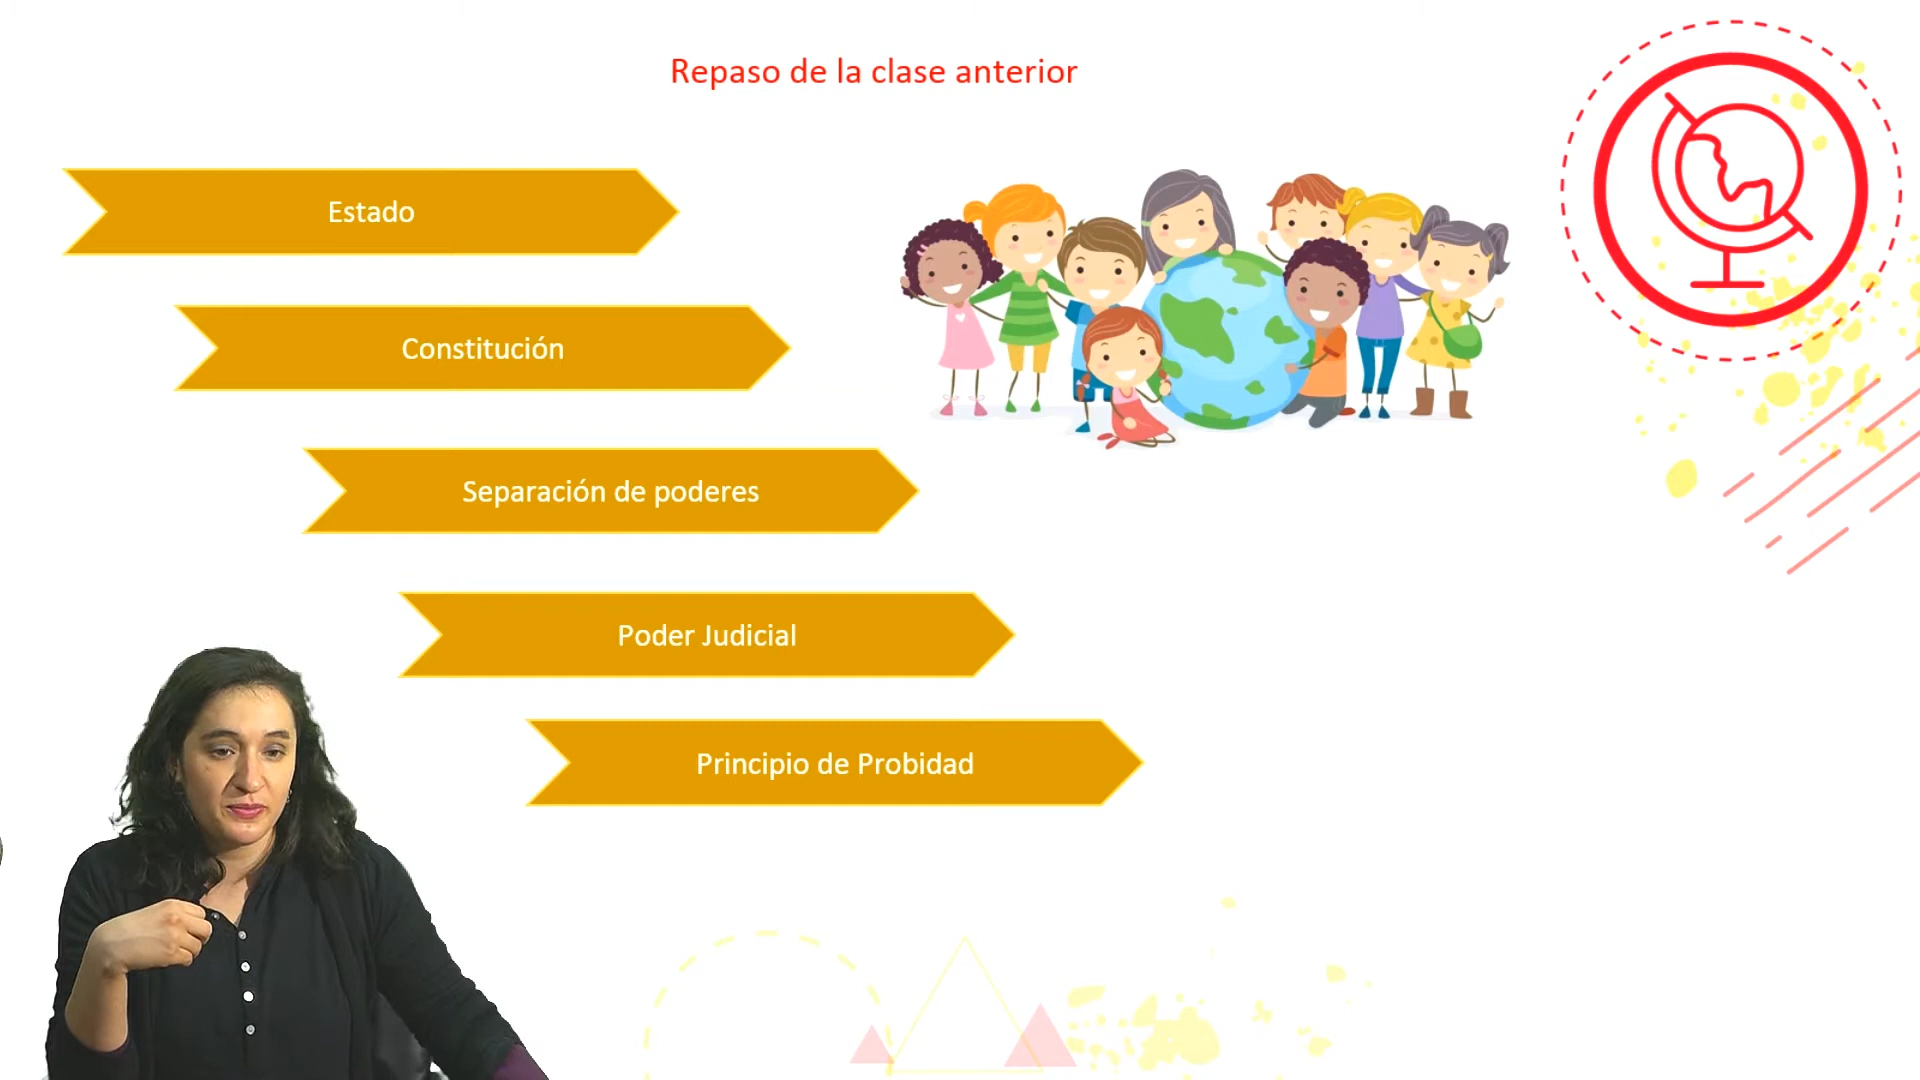 Repaso de la clase anterior
Estado
Constitución
Separación de poderes
Poder Judicial
Principio de Probidad